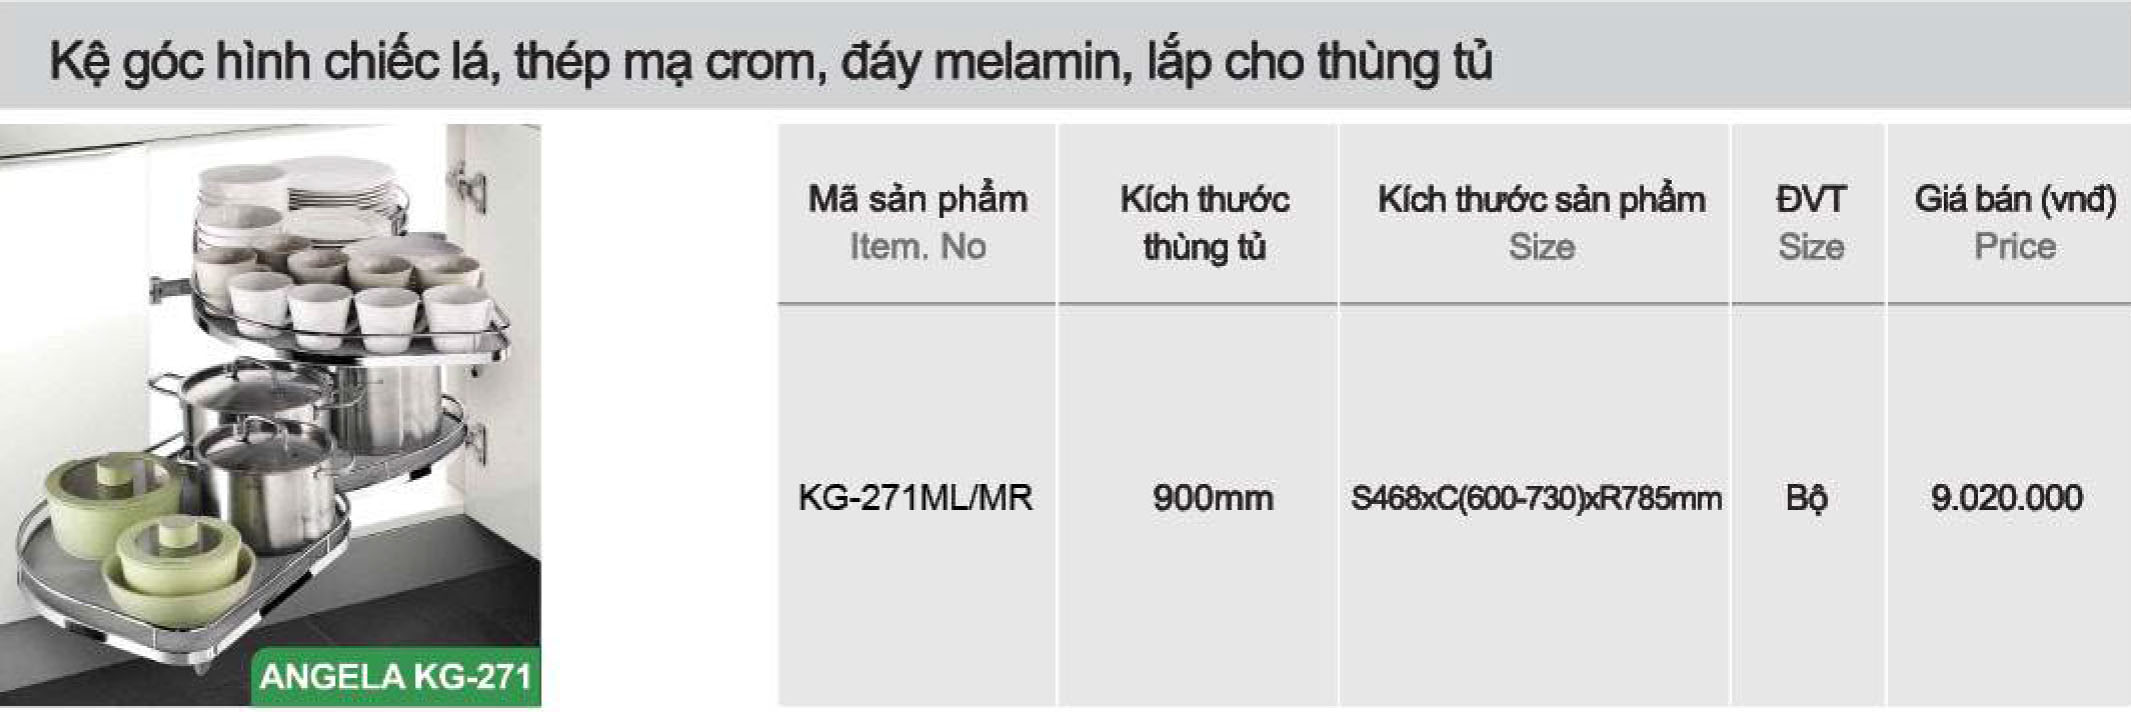 Kệ góc hình chiếc lá, thép mạ crom, đáy melamin, lắp cho thùng tủ
Mã sản phẩm
Item. No
Kích thước
thùng tủ
Kích thước sản phẩm
Size
ĐVT
Size
Giá bán (vnđ)
Price
KG-271ML/MR
900mm
S468xC(600-730)xR785mm
Bộ
9.020.000
ANGELA KG-271